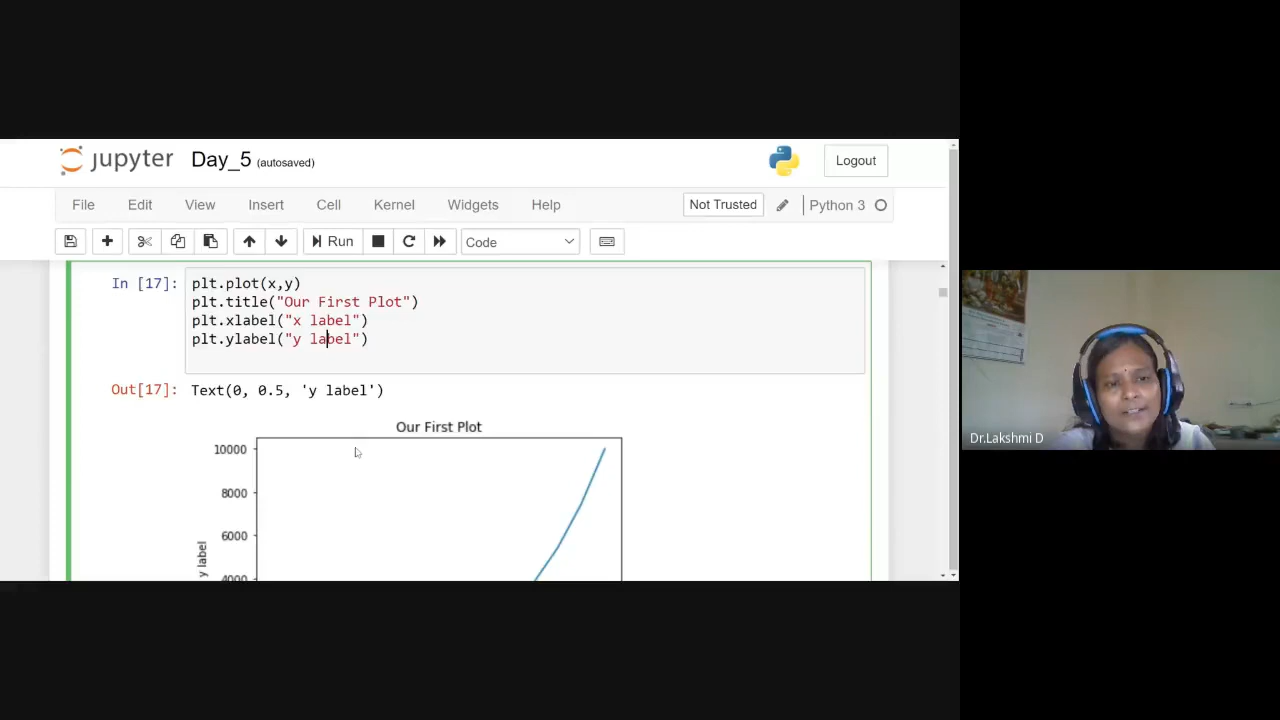 jupyter Day_5 (autosaved)
Logout
File Edit View Insert Cell Kernel Widgets Help Not Trusted Python 3
Run Code
In [17]: plt.plot(x,y)
plt.title("Our First Plot")
plt.xlabel("x label")
plt.ylabel("y label")
Out[17]: Text(0, 0.5, 'y label')
Our First Plot
10000
8000
6000
4000
y label
Dr.Lakshmi D